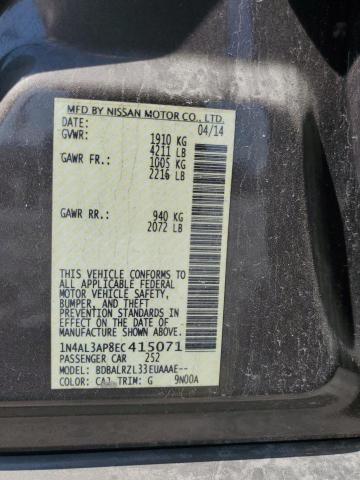 MFD BY NISSAN MOTOR CO., LTD.
DATE: 04/14
GVWR: 1910 KG
4211 LB
GAWR FR: 1005 KG
2216 LB
GAWR RR: 940 KG
2072 LB
THIS VEHICLE CONFORMS TO
ALL APPLICABLE FEDERAL
MOTOR VEHICLE SAFETY,
BUMPER, AND THEFT
PREVENTION STANDARDS IN
EFFECT ON THE DATE OF
MANUFACTURE SHOWN ABOVE.
1N4AL3AP8EC415071
PASSENGER CAR 252
MODEL: BDBALRZL33EUAAAE--
COLOR: CAJ TRIM: G 9N00A